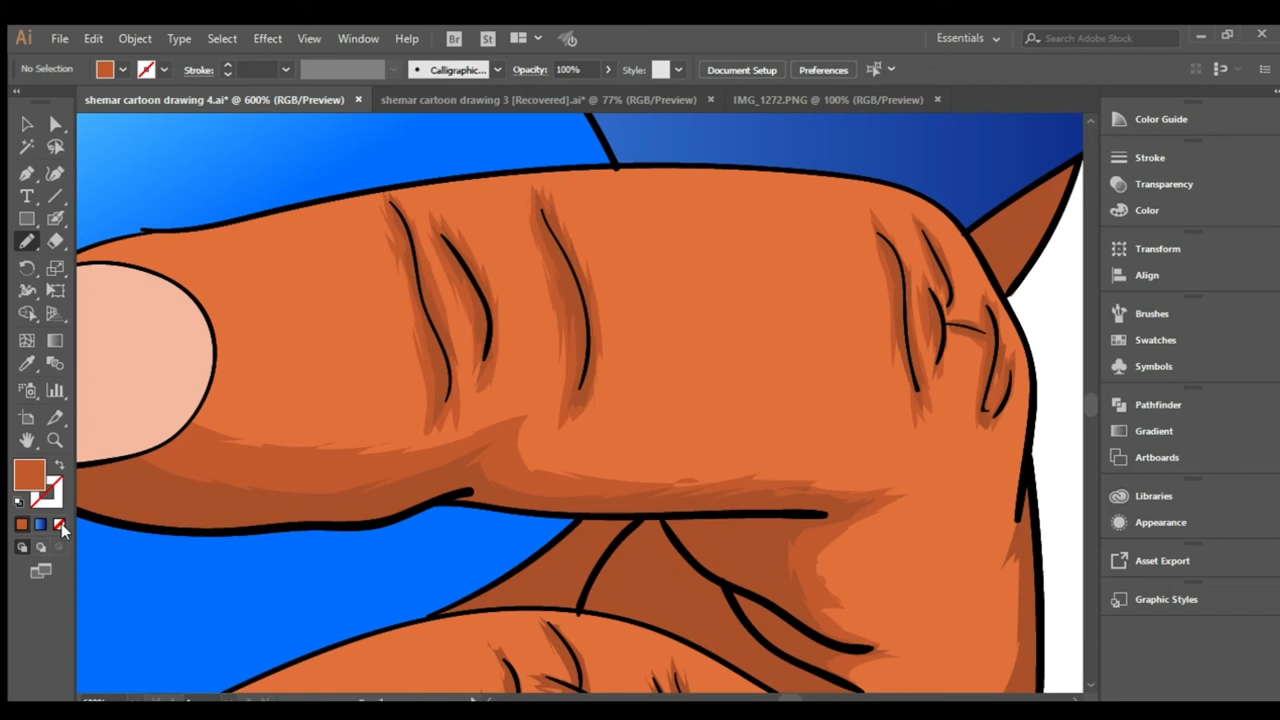 Ai File Edit Object Type Select Effect View Window Help Br St Essentials Search Adobe Stock
No Selection Stroke: Calligraphic... Opacity: 100% Style: Document Setup Preferences
shemar cartoon drawing 4.ai* @ 600% (RGB/Preview) × shemar cartoon drawing 3 [Recovered].ai* @ 77% (RGB/Preview) × IMG_1272.PNG @ 100% (RGB/Preview) ×
Color Guide
Stroke
Transparency
Color
Transform
Align
Brushes
Swatches
Symbols
Pathfinder
Gradient
Artboards
Libraries
Appearance
Asset Export
Graphic Styles